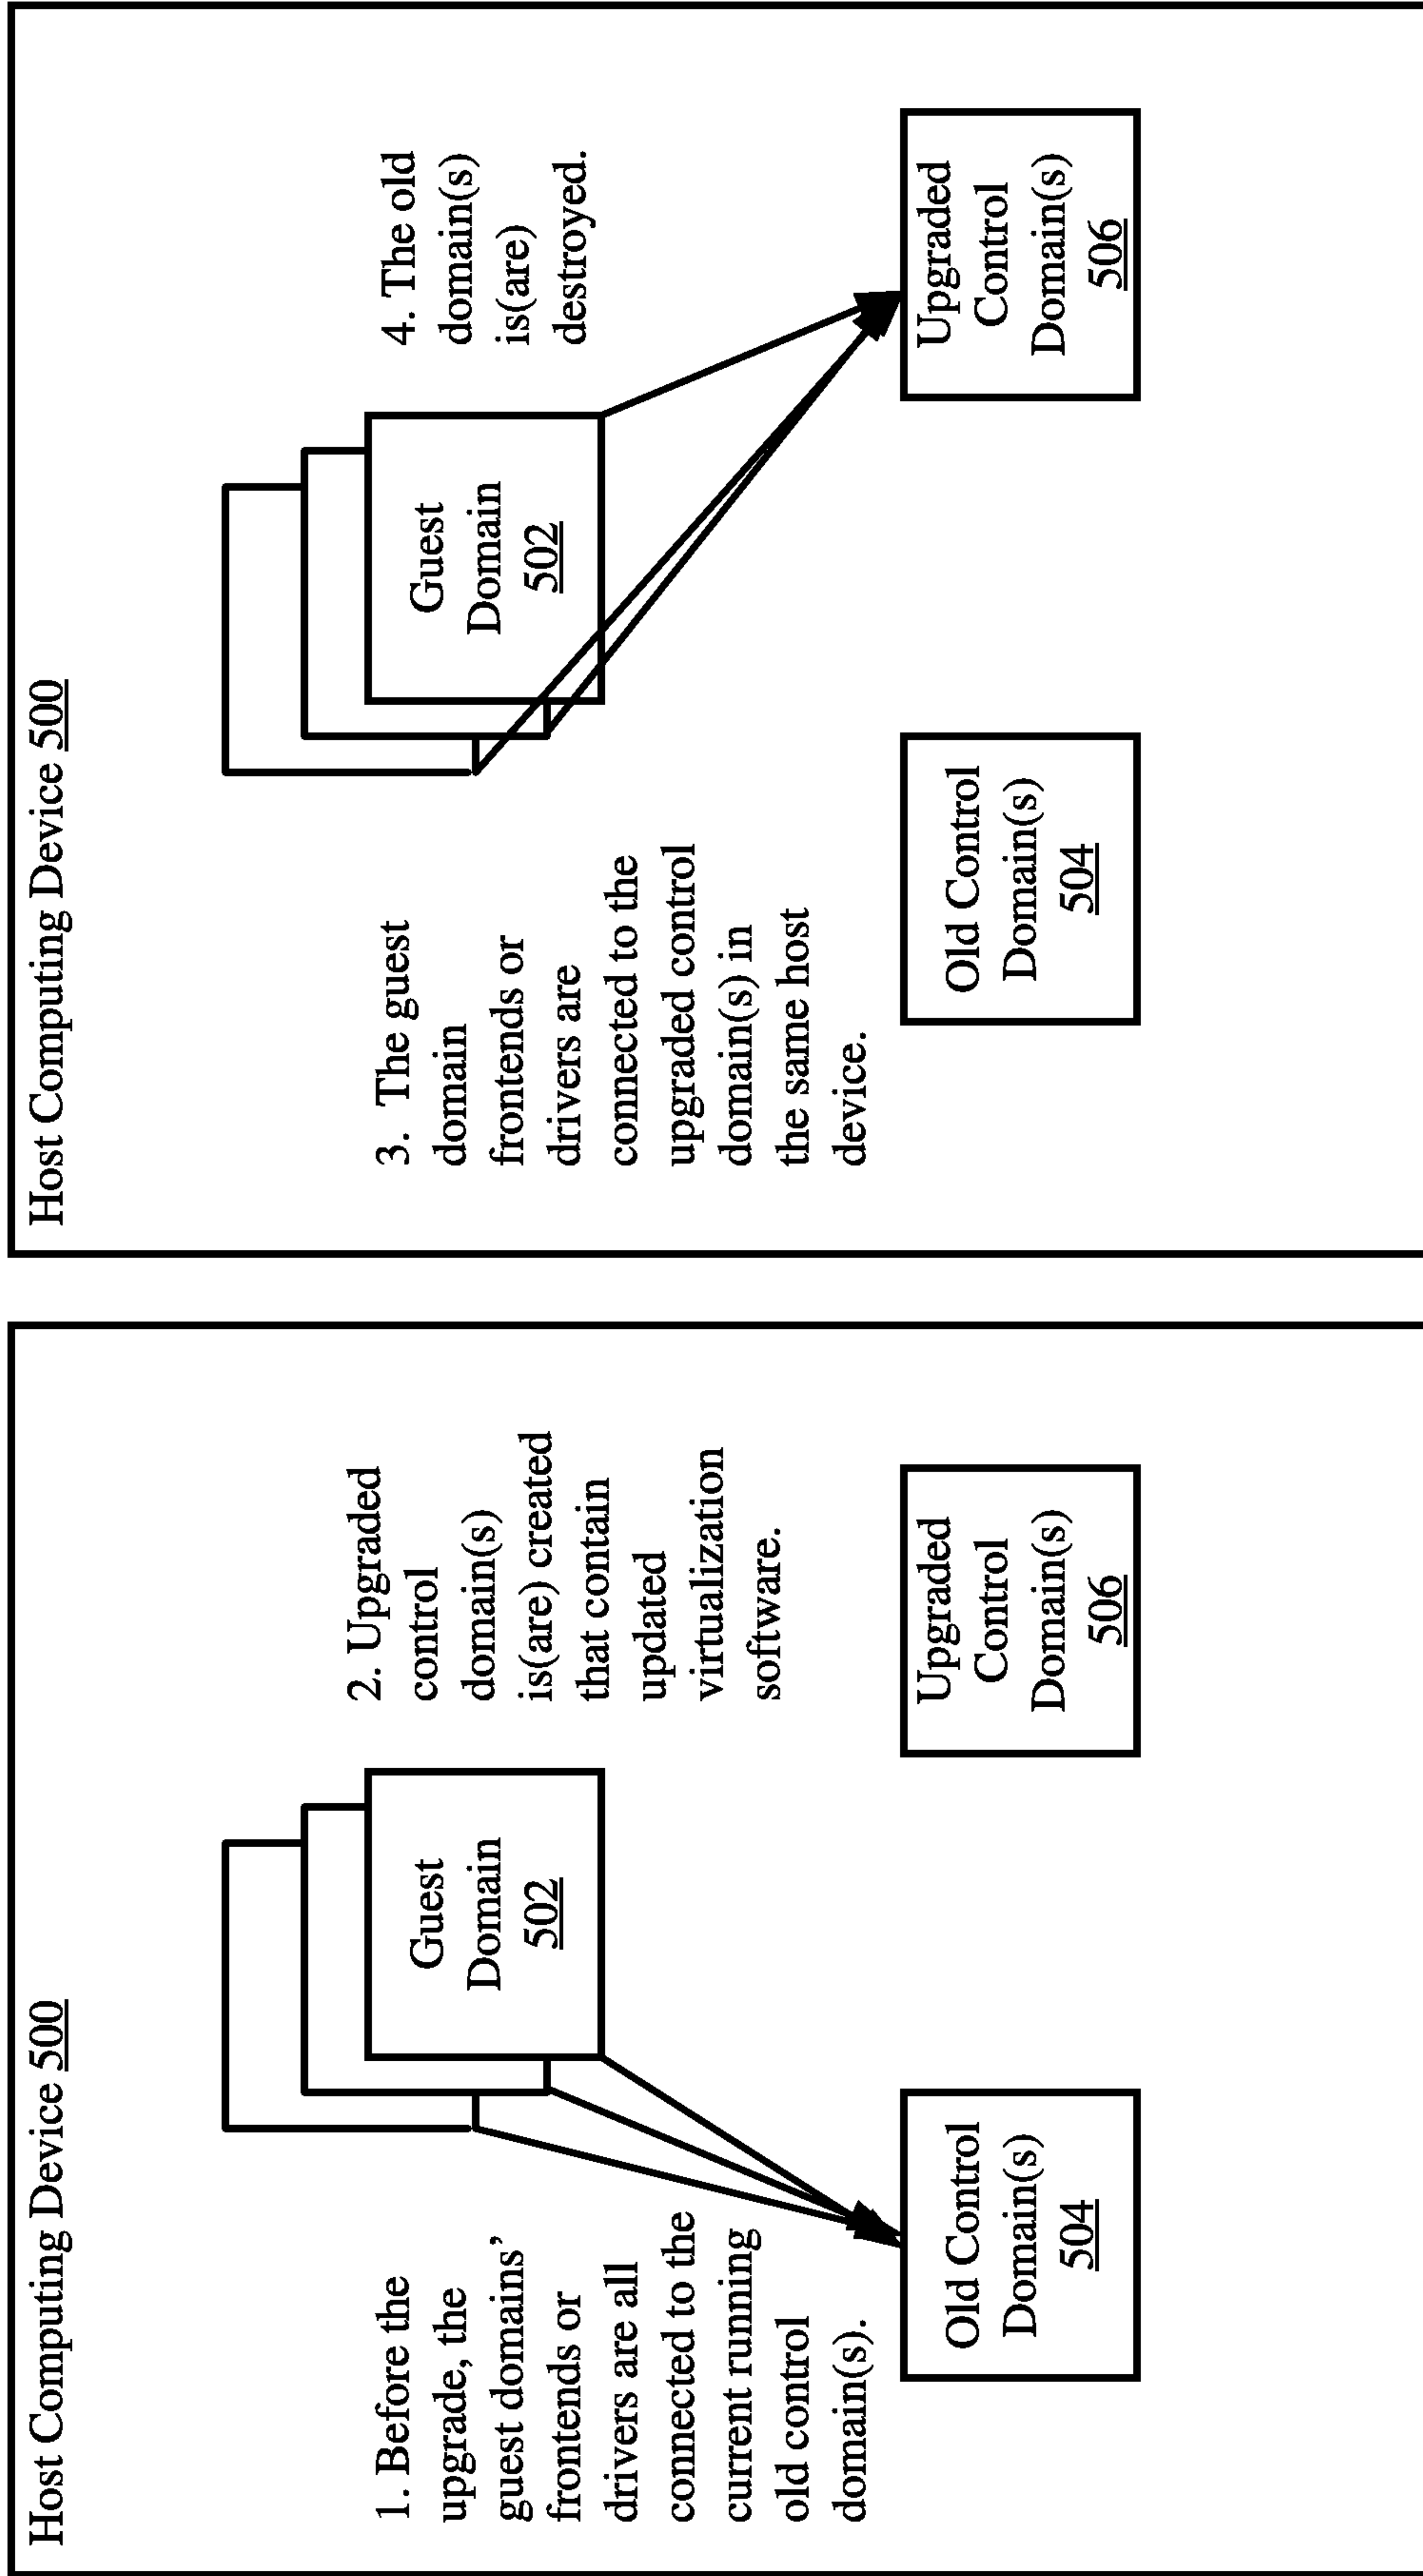 Host Computing Device 500
1. Before the
upgrade, the
guest domains’
frontends or
drivers are all
connected to the
current running
old control
domain(s).
Guest
Domain
502
2. Upgraded
control
domain(s)
is(are) created
that contain
updated
virtualization
software.
Old Control
Domain(s)
504
Upgraded
Control
Domain(s)
506
Host Computing Device 500
3. The guest
domain
frontends or
drivers are
connected to the
upgraded control
domain(s) in
the same host
device.
Guest
Domain
502
4. The old
domain(s)
is(are)
destroyed.
Old Control
Domain(s)
504
Upgraded
Control
Domain(s)
506